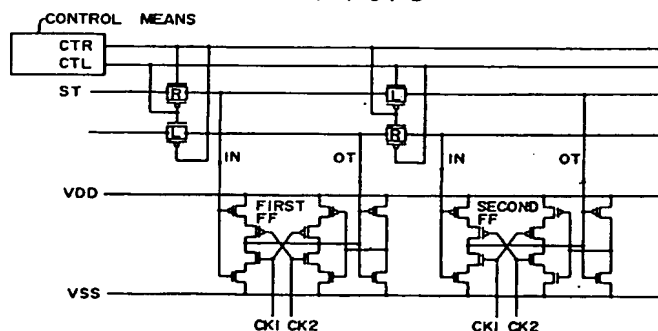 CONTROL MEANS
CTR
CTL
ST R L
L R
IN OT IN OT
VDD
FIRST FF SECOND FF
VSS
CK1 CK2 CK1 CK2